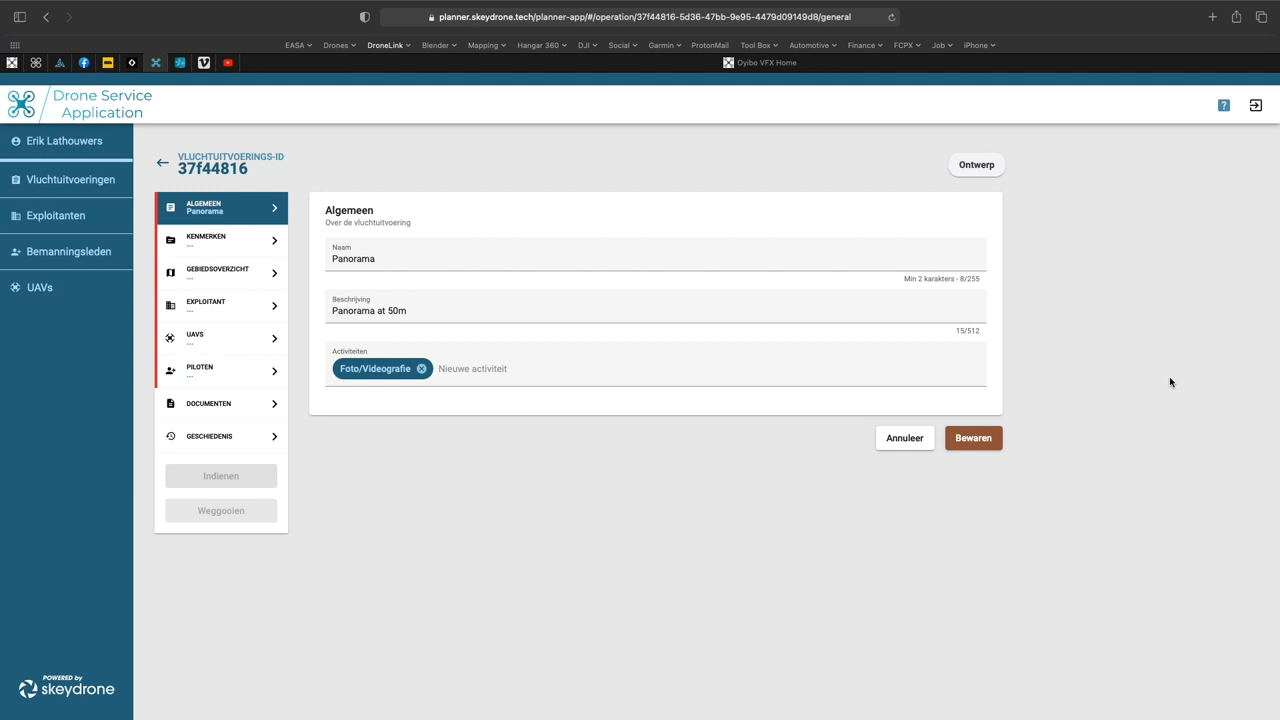 planner.skeydrone.tech/planner-app/#/operation/37f44816-5d36-47bb-9e95-4479d09149d8/general
EASA Drones DroneLink Blender Mapping Hangar 360 DJI Social Garmin ProtonMail Tool Box Automotive Finance FCPX Job iPhone
Oyibo VFX Home
Drone Service
Application
?
Erik Lathouwers
Vluchtuitvoeringen
Exploitanten
Bemanningsleden
UAVs
POWERED by
skeydrone
VLUCHTUITVOERINGS-ID
37f44816
Ontwerp
ALGEMEEN
Panorama
KENMERKEN
---
GEBIEDSOVERZICHT
---
EXPLOITANT
---
UAVS
---
PILOTEN
---
DOCUMENTEN
GESCHIEDENIS
Indienen
Weggooien
Algemeen
Over de vluchtuitvoering
Naam
Panorama
Min 2 karakters - 8/255
Beschrijving
Panorama at 50m
15/512
Activiteiten
Foto/Videografie Nieuwe activiteit
Annuleer
Bewaren